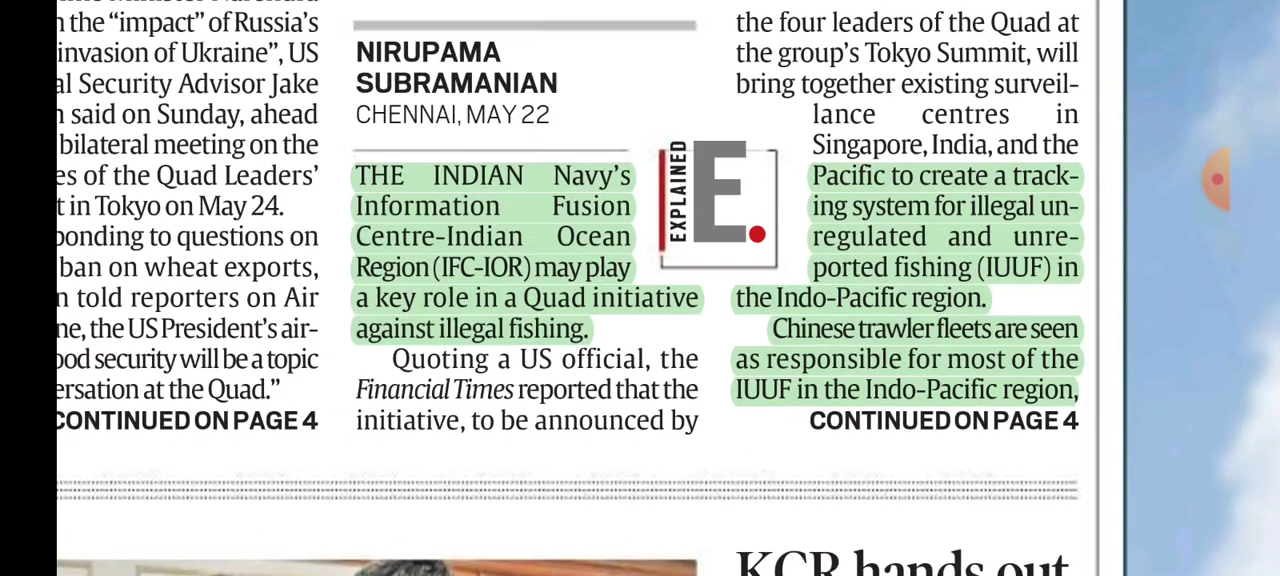 n the “impact” of Russia’s
invasion of Ukraine”, US
al Security Advisor Jake
n said on Sunday, ahead
bilateral meeting on the
es of the Quad Leaders’
t in Tokyo on May 24.
ponding to questions on
ban on wheat exports,
n told reporters on Air
ne, the US President’s air-
ood security will be a topic
ersation at the Quad.”
CONTINUED ON PAGE 4
NIRUPAMA
SUBRAMANIAN
CHENNAI, MAY 22
THE INDIAN Navy’s
Information Fusion
Centre-Indian Ocean
Region (IFC-IOR) may play
a key role in a Quad initiative
against illegal fishing.
Quoting a US official, the
Financial Times reported that the
initiative, to be announced by
EXPLAINED
E.
the four leaders of the Quad at
the group’s Tokyo Summit, will
bring together existing surveil-
lance centres in
Singapore, India, and the
Pacific to create a track-
ing system for illegal un-
regulated and unre-
ported fishing (IUUF) in
the Indo-Pacific region.
Chinese trawler fleets are seen
as responsible for most of the
IUUF in the Indo-Pacific region,
CONTINUED ON PAGE 4
KCR hands out